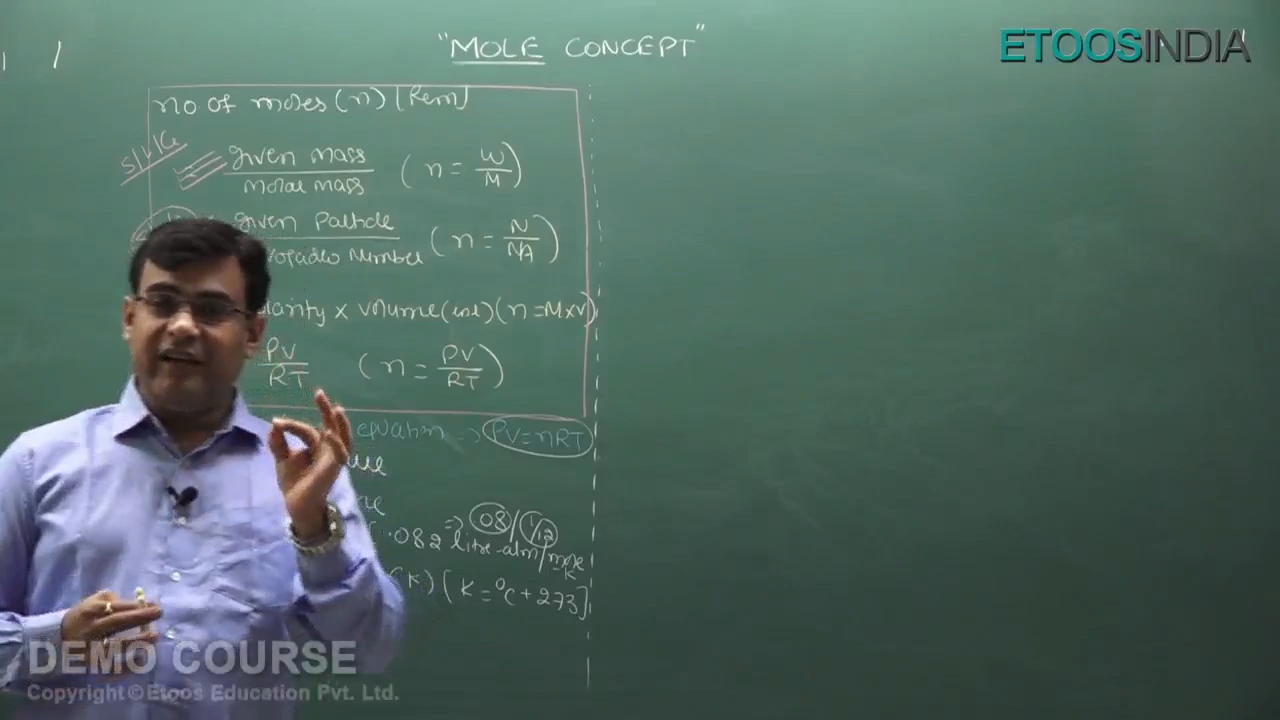 "MOLE CONCEPT"
ETOOSINDIA
no of moles (n) [Rem]
S/L/G
given mass
molar mass
(n = W/M)
given Particle
Number
(n = N/NA)
larity x volume (in l) (n = M x V)
PV
RT
(n = PV/RT)
equation => PV = nRT
.082 => .08 / 1/12
litre-atm/mole
K
(K) [K = °C + 273]
DEMO COURSE
Copyright©Etoos Education Pvt. Ltd.